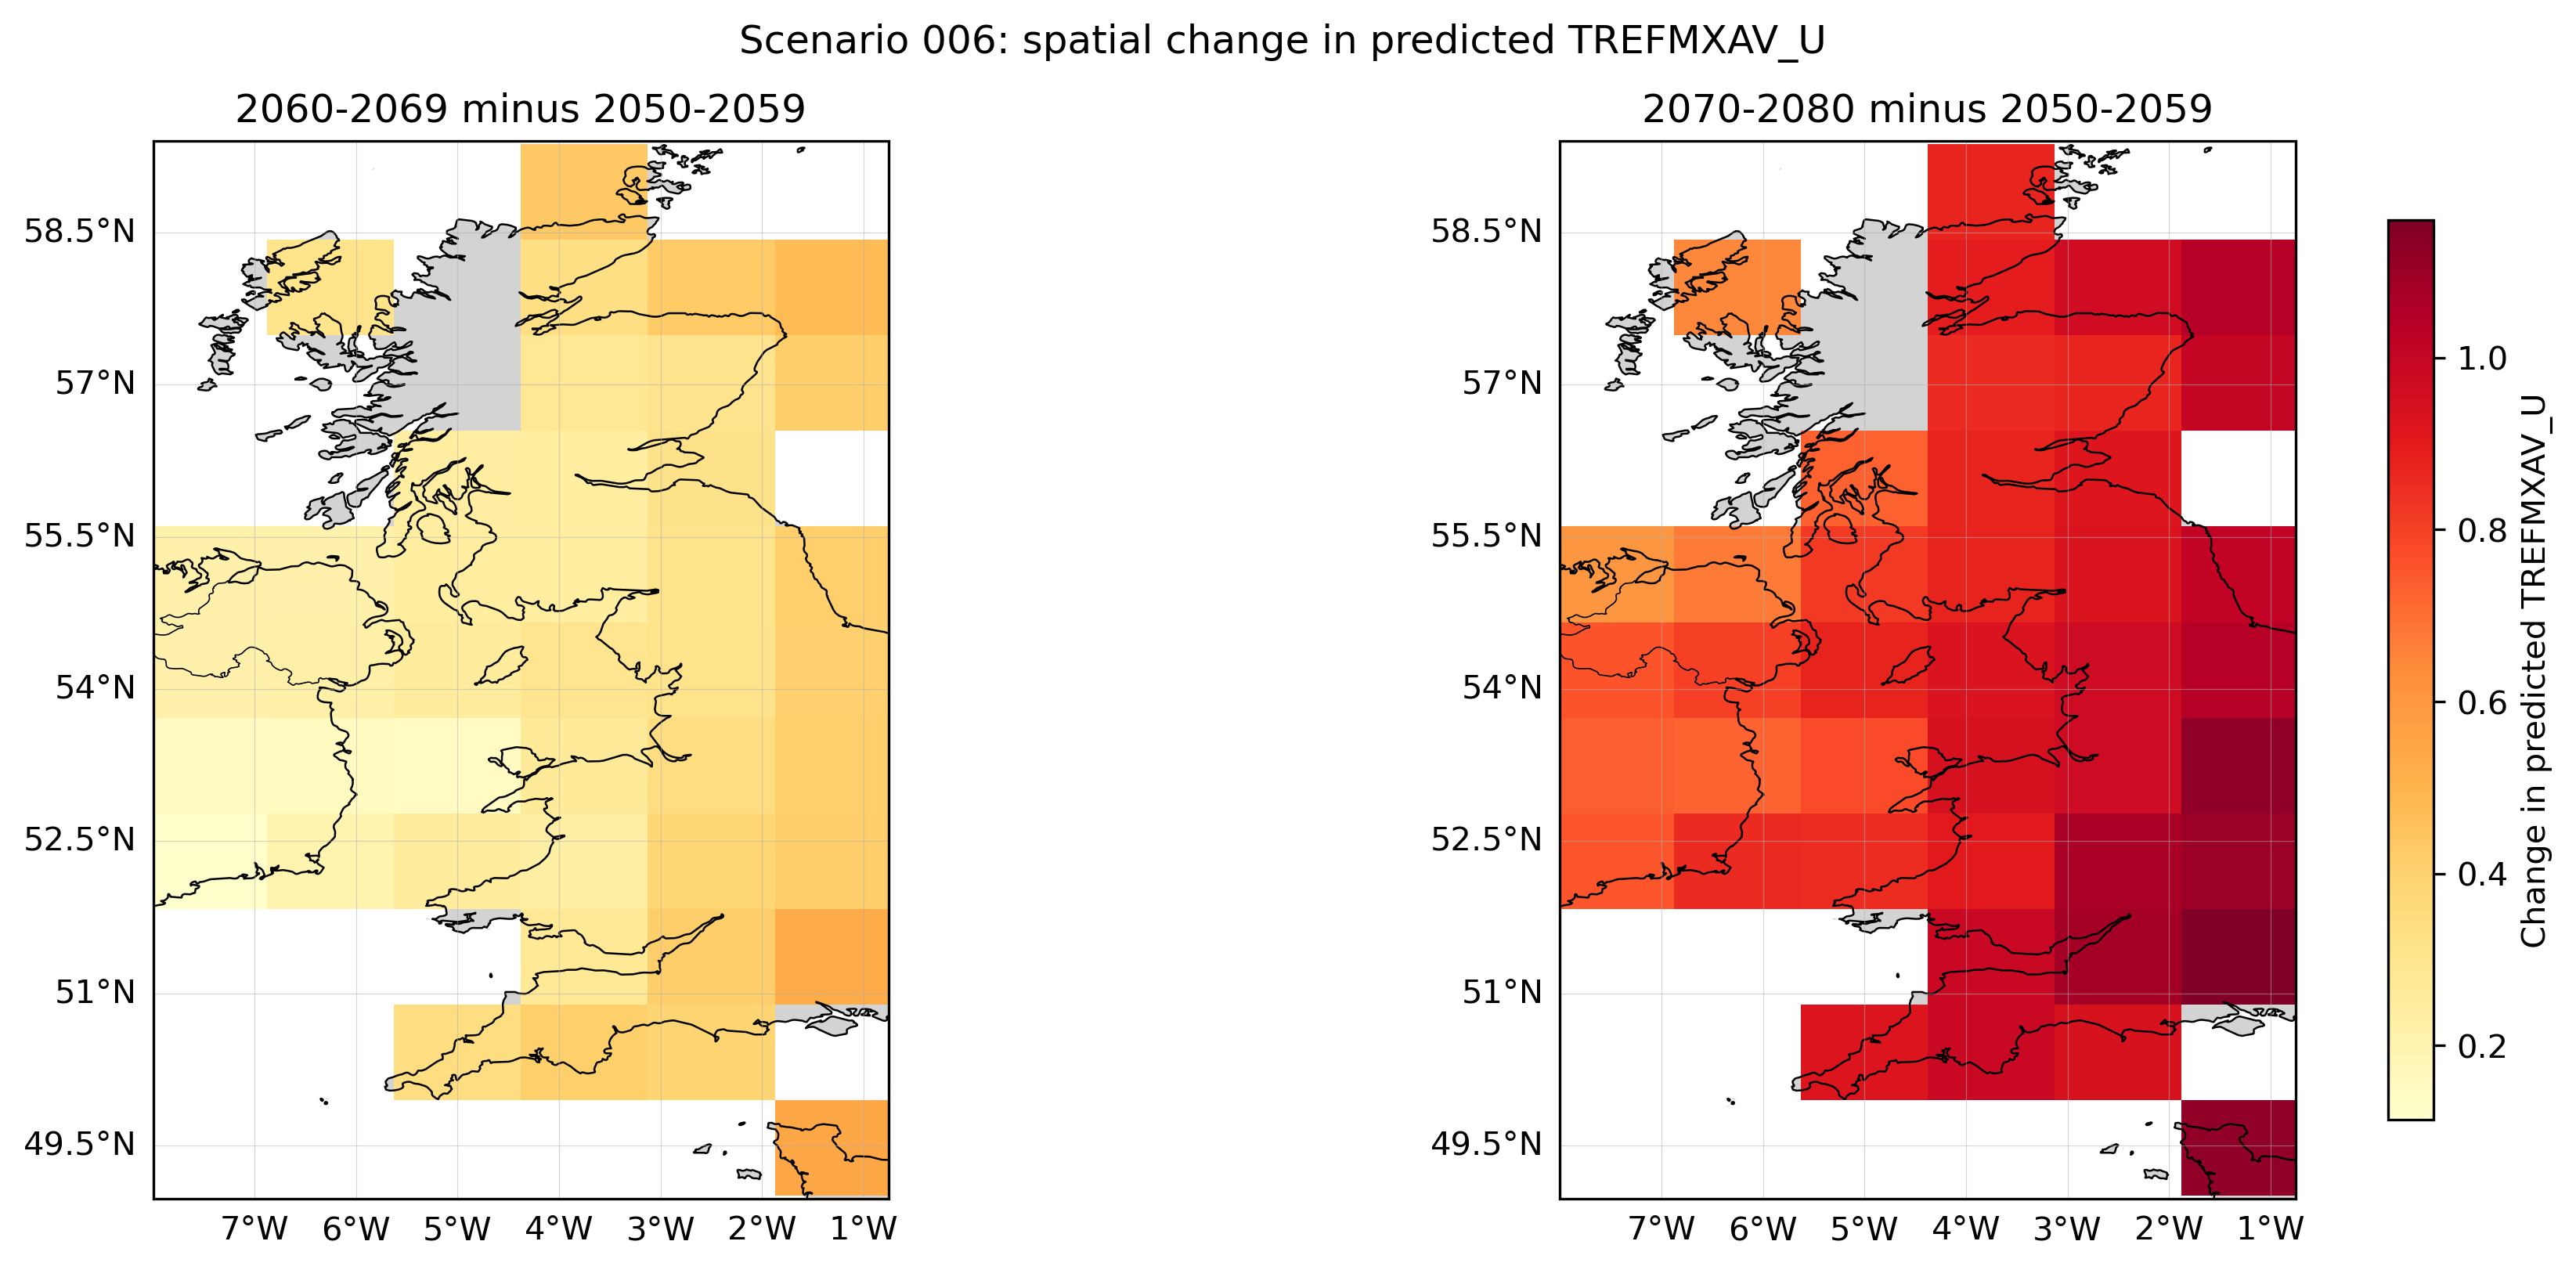 Scenario 006: spatial change in predicted TREFMXAV_U
2060-2069 minus 2050-2059
58.5°N
57°N
55.5°N
54°N
52.5°N
51°N
49.5°N
7°W 6°W 5°W 4°W 3°W 2°W 1°W
2070-2080 minus 2050-2059
58.5°N
57°N
55.5°N
54°N
52.5°N
51°N
49.5°N
7°W 6°W 5°W 4°W 3°W 2°W 1°W
1.0
0.8
0.6
0.4
0.2
Change in predicted TREFMXAV_U